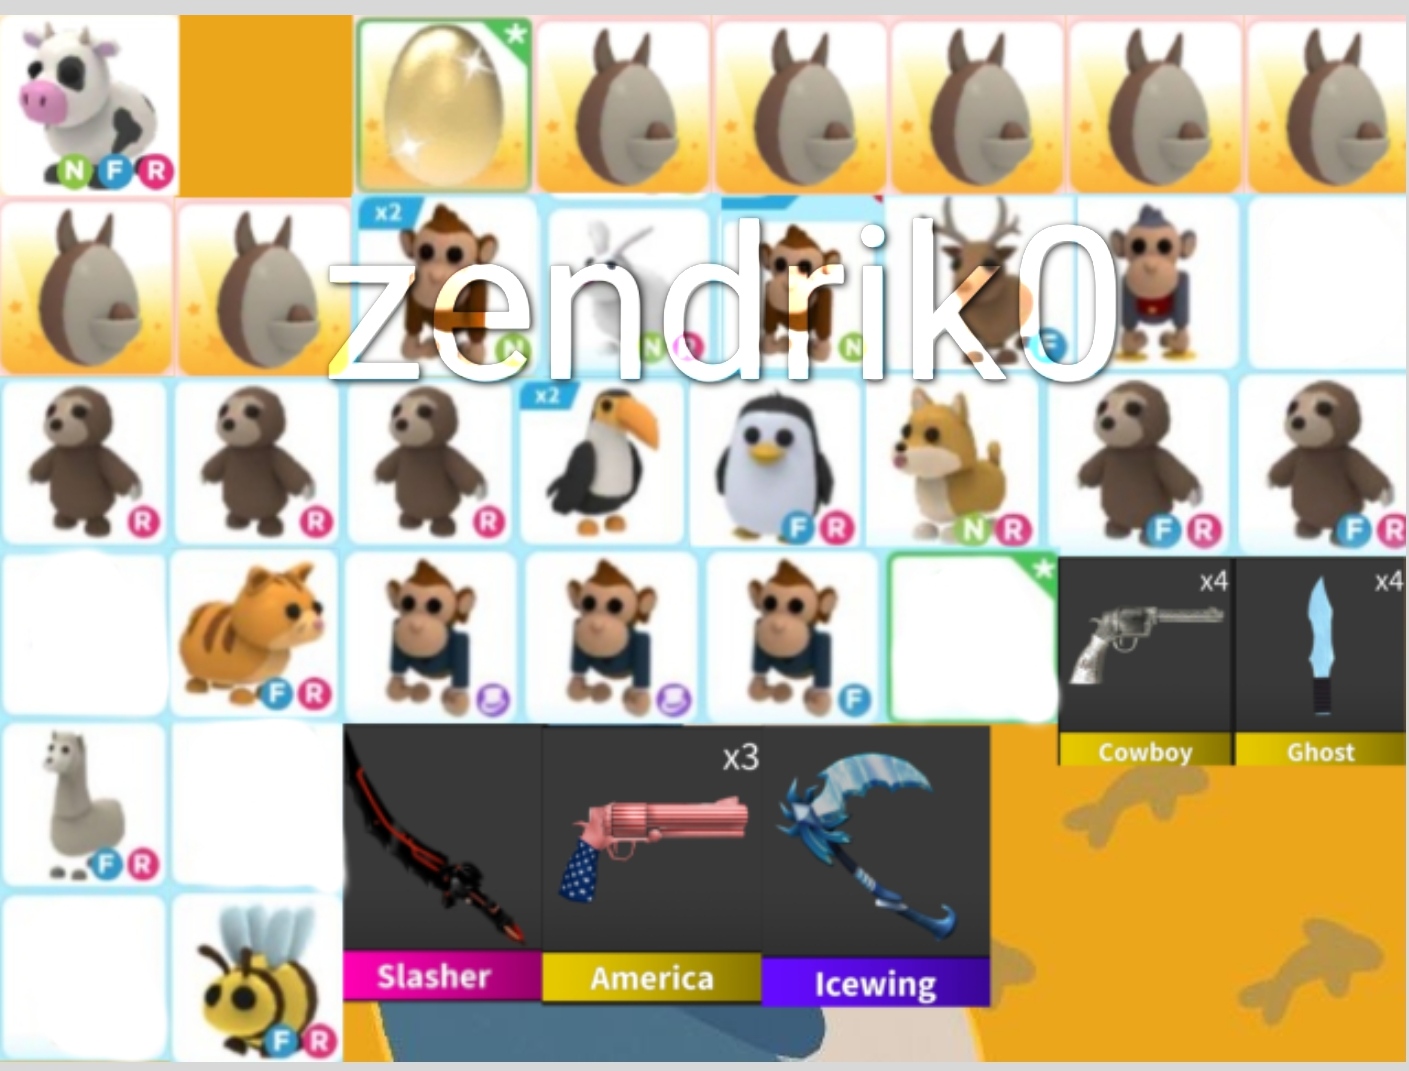 N F R
x2
N
N R
N
F
zendrik0
R
R
R
x2
F R
N R
F R
F R
F R
F
x4
Cowboy
x4
Ghost
F R
Slasher
x3
America
Icewing
F R